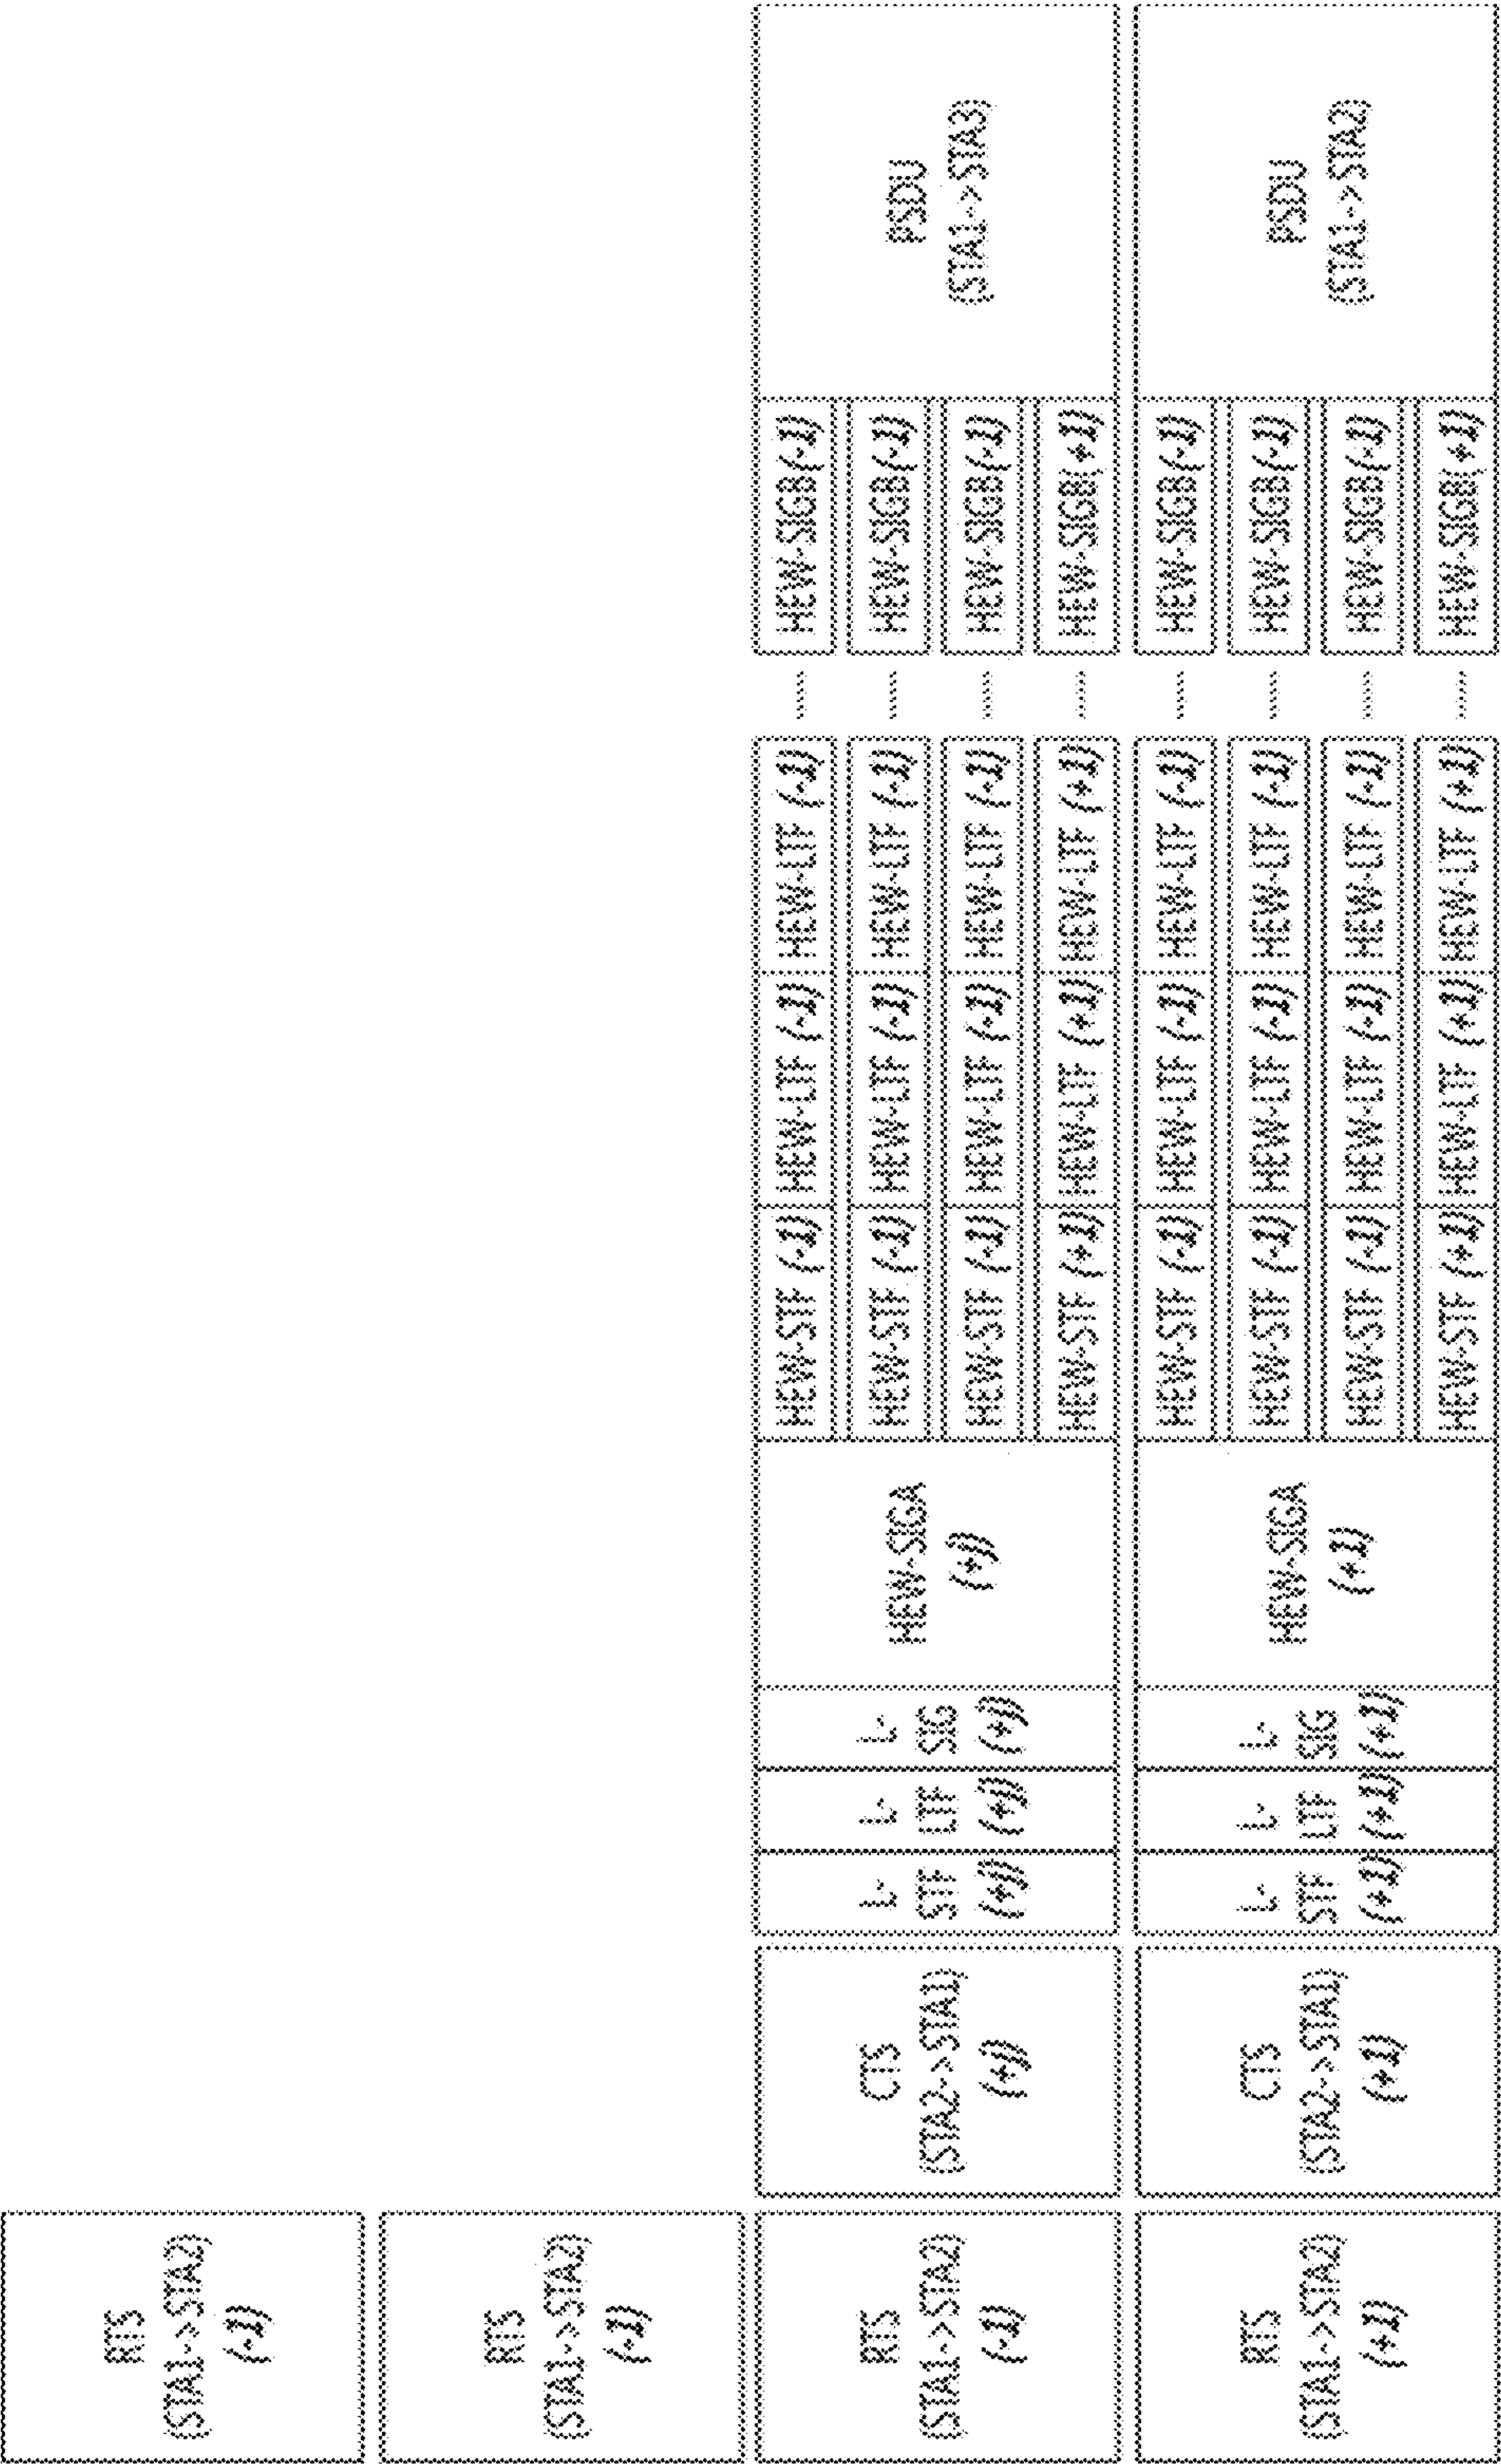 RTS
(STA1->STA2)
(-1)
RTS
(STA1->STA2)
(-1)
RTS
(STA1->STA2)
(-1)
CTS
(STA2->STA1)
(+j)
L-
STF
(+j)
L-
LTF
(+j)
L-
SIG
(+j)
HEW-SIGA
(+j)
HEW-STF (-1)
HEW-LTF (-1)
HEW-LTF (-1)
HEW-SIGB(-1)
HEW-STF (-1)
HEW-LTF (-1)
HEW-LTF (-1)
HEW-SIGB(-1)
HEW-STF (-1)
HEW-LTF (-1)
HEW-LTF (-1)
HEW-SIGB(-1)
HEW-STF (+1)
HEW-LTF (+1)
HEW-LTF (+1)
HEW-SIGB(+1)
PSDU
(STA1->STA3)
RTS
(STA1->STA2)
(+1)
CTS
(STA2->STA1)
(+1)
L-
STF
(+1)
L-
LTF
(+1)
L-
SIG
(+1)
HEW-SIGA
(+1)
HEW-STF (-1)
HEW-LTF (-1)
HEW-LTF (-1)
HEW-SIGB(-1)
HEW-STF (-1)
HEW-LTF (-1)
HEW-LTF (-1)
HEW-SIGB(-1)
HEW-STF (-1)
HEW-LTF (-1)
HEW-LTF (-1)
HEW-SIGB(-1)
HEW-STF (+1)
HEW-LTF (+1)
HEW-LTF (+1)
HEW-SIGB(+1)
PSDU
(STA1->STA2)